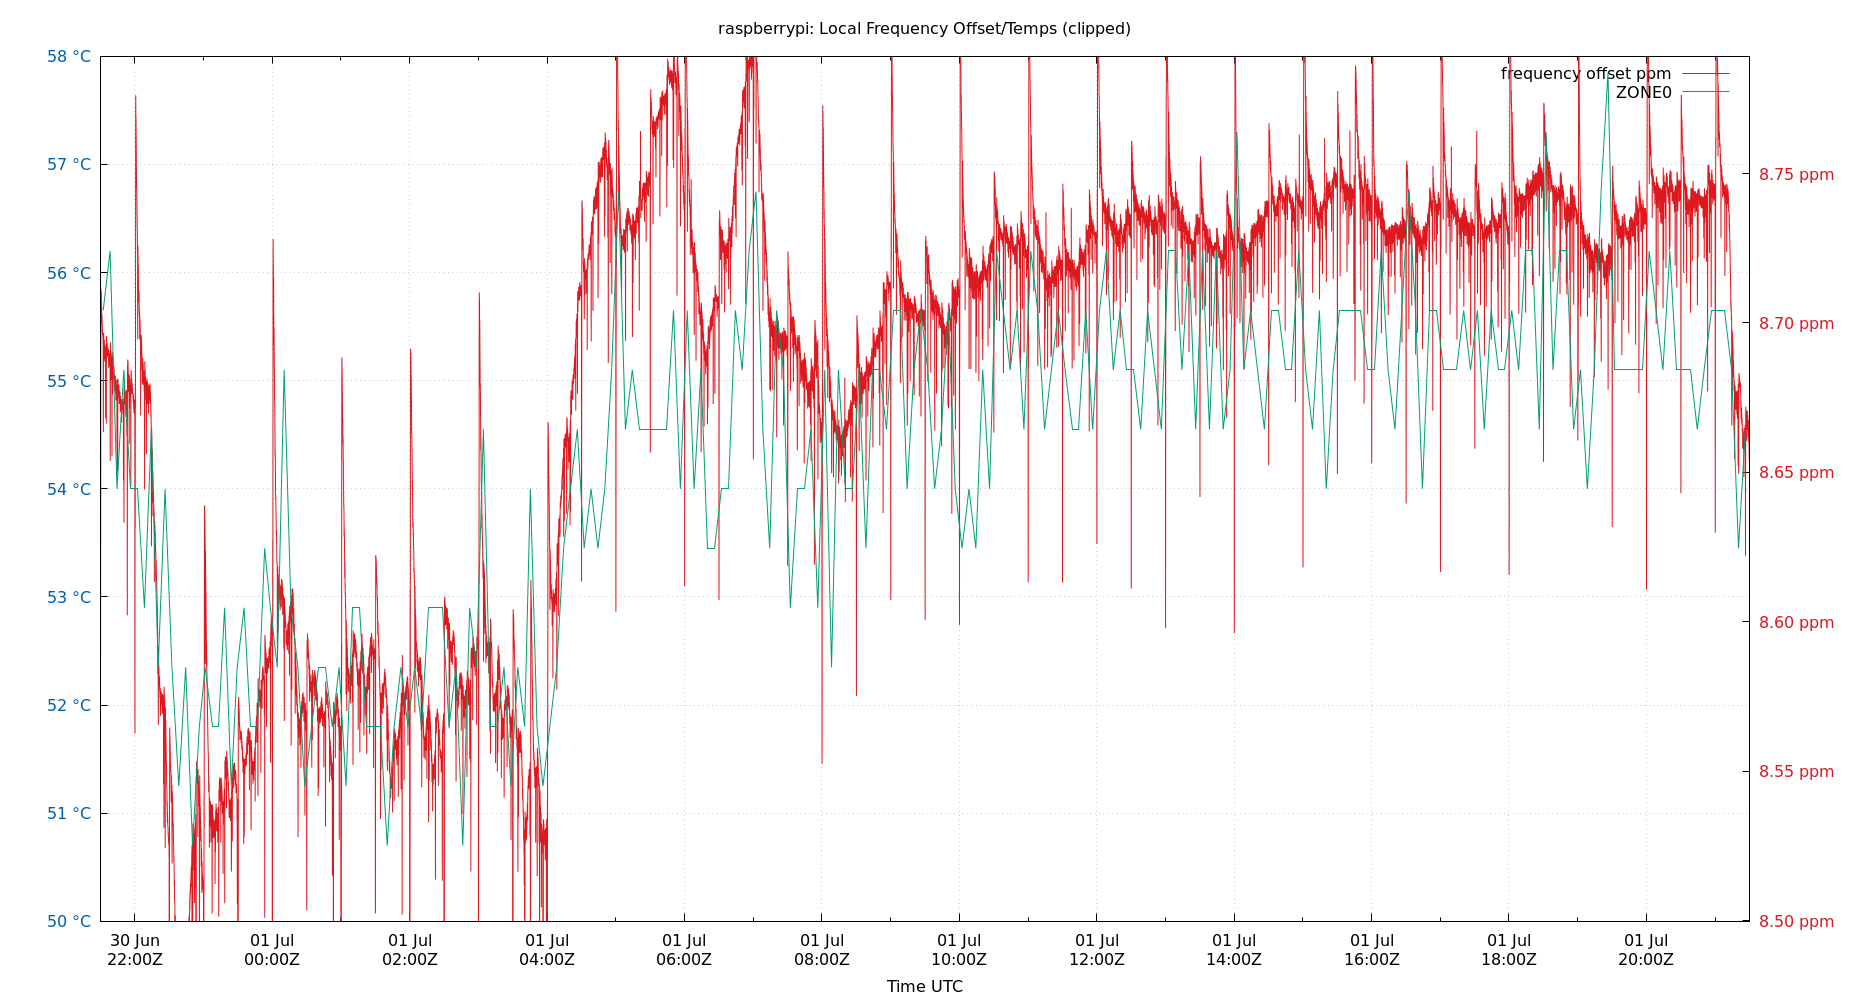 raspberrypi: Local Frequency Offset/Temps (clipped)
frequency offset ppm
ZONE0
58 °C
57 °C
56 °C
55 °C
54 °C
53 °C
52 °C
51 °C
50 °C
8.75 ppm
8.70 ppm
8.65 ppm
8.60 ppm
8.55 ppm
8.50 ppm
30 Jun
22:00Z
01 Jul
00:00Z
01 Jul
02:00Z
01 Jul
04:00Z
01 Jul
06:00Z
01 Jul
08:00Z
01 Jul
10:00Z
01 Jul
12:00Z
01 Jul
14:00Z
01 Jul
16:00Z
01 Jul
18:00Z
01 Jul
20:00Z
Time UTC